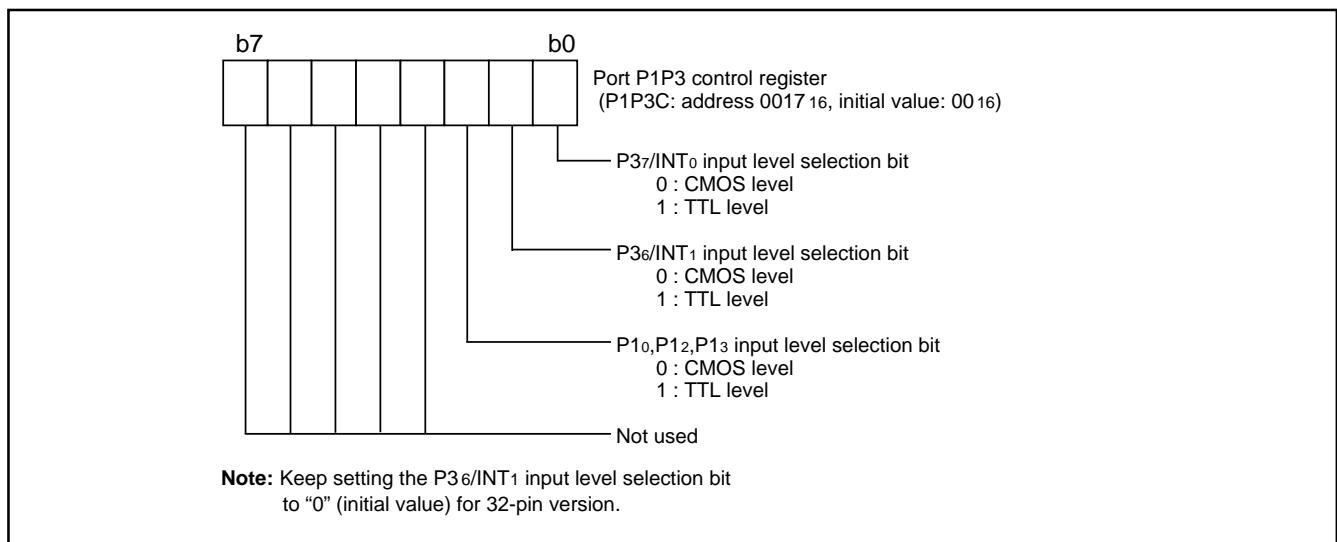 b7 b0
Port P1P3 control register
(P1P3C: address 0017 16, initial value: 00 16)
P37/INT0 input level selection bit
0 : CMOS level
1 : TTL level
P36/INT1 input level selection bit
0 : CMOS level
1 : TTL level
P10,P12,P13 input level selection bit
0 : CMOS level
1 : TTL level
Not used
Note: Keep setting the P36/INT1 input level selection bit
to “0” (initial value) for 32-pin version.